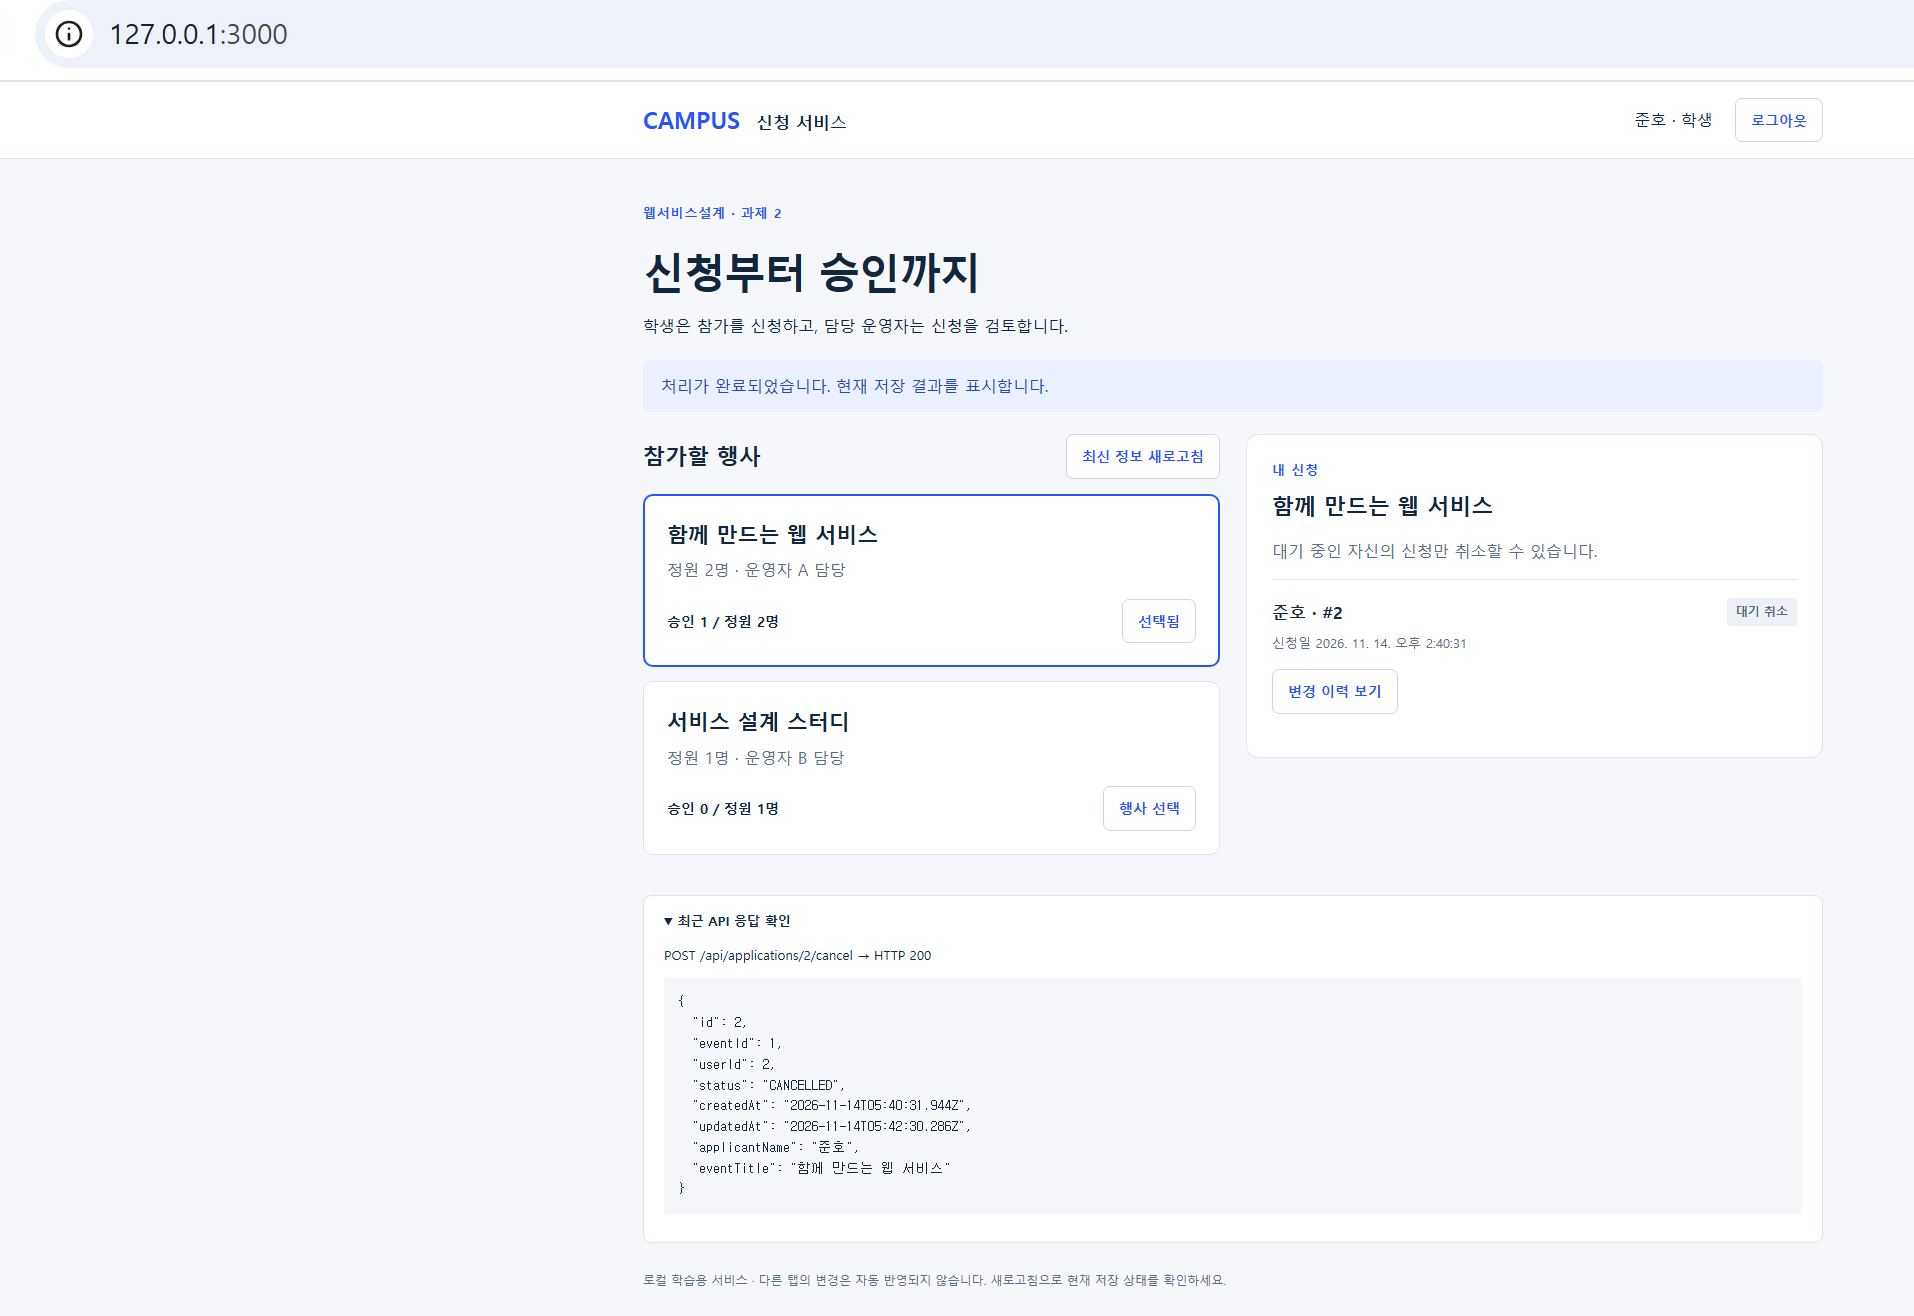 127.0.0.1:3000
CAMPUS 신청 서비스
준호 · 학생
로그아웃
웹서비스설계 · 과제 2
신청부터 승인까지
학생은 참가를 신청하고, 담당 운영자는 신청을 검토합니다.
처리가 완료되었습니다. 현재 저장 결과를 표시합니다.
참가할 행사
최신 정보 새로고침
함께 만드는 웹 서비스
정원 2명 · 운영자 A 담당
승인 1 / 정원 2명
선택됨
서비스 설계 스터디
정원 1명 · 운영자 B 담당
승인 0 / 정원 1명
행사 선택
내 신청
함께 만드는 웹 서비스
대기 중인 자신의 신청만 취소할 수 있습니다.
준호 · #2
대기 취소
신청일 2026. 11. 14. 오후 2:40:31
변경 이력 보기
▼ 최근 API 응답 확인
POST /api/applications/2/cancel → HTTP 200
{
"id": 2,
"eventId": 1,
"userId": 2,
"status": "CANCELLED",
"createdAt": "2026-11-14T05:40:31.944Z",
"updatedAt": "2026-11-14T05:42:30.286Z",
"applicantName": "준호",
"eventTitle": "함께 만드는 웹 서비스"
}
로컬 학습용 서비스 · 다른 탭의 변경은 자동 반영되지 않습니다. 새로고침으로 현재 저장 상태를 확인하세요.